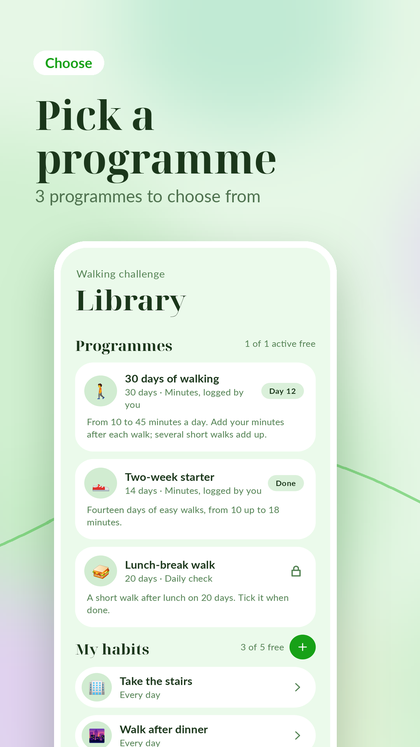 Choose
Pick a
programme
3 programmes to choose from
Walking challenge
Library
Programmes
1 of 1 active free
30 days of walking
30 days · Minutes, logged by
you
Day 12
From 10 to 45 minutes a day. Add your minutes
after each walk; several short walks add up.
Two-week starter
14 days · Minutes, logged by you
Done
Fourteen days of easy walks, from 10 up to 18
minutes.
Lunch-break walk
20 days · Daily check
A short walk after lunch on 20 days. Tick it when
done.
My habits
3 of 5 free
Take the stairs
Every day
Walk after dinner
Every day